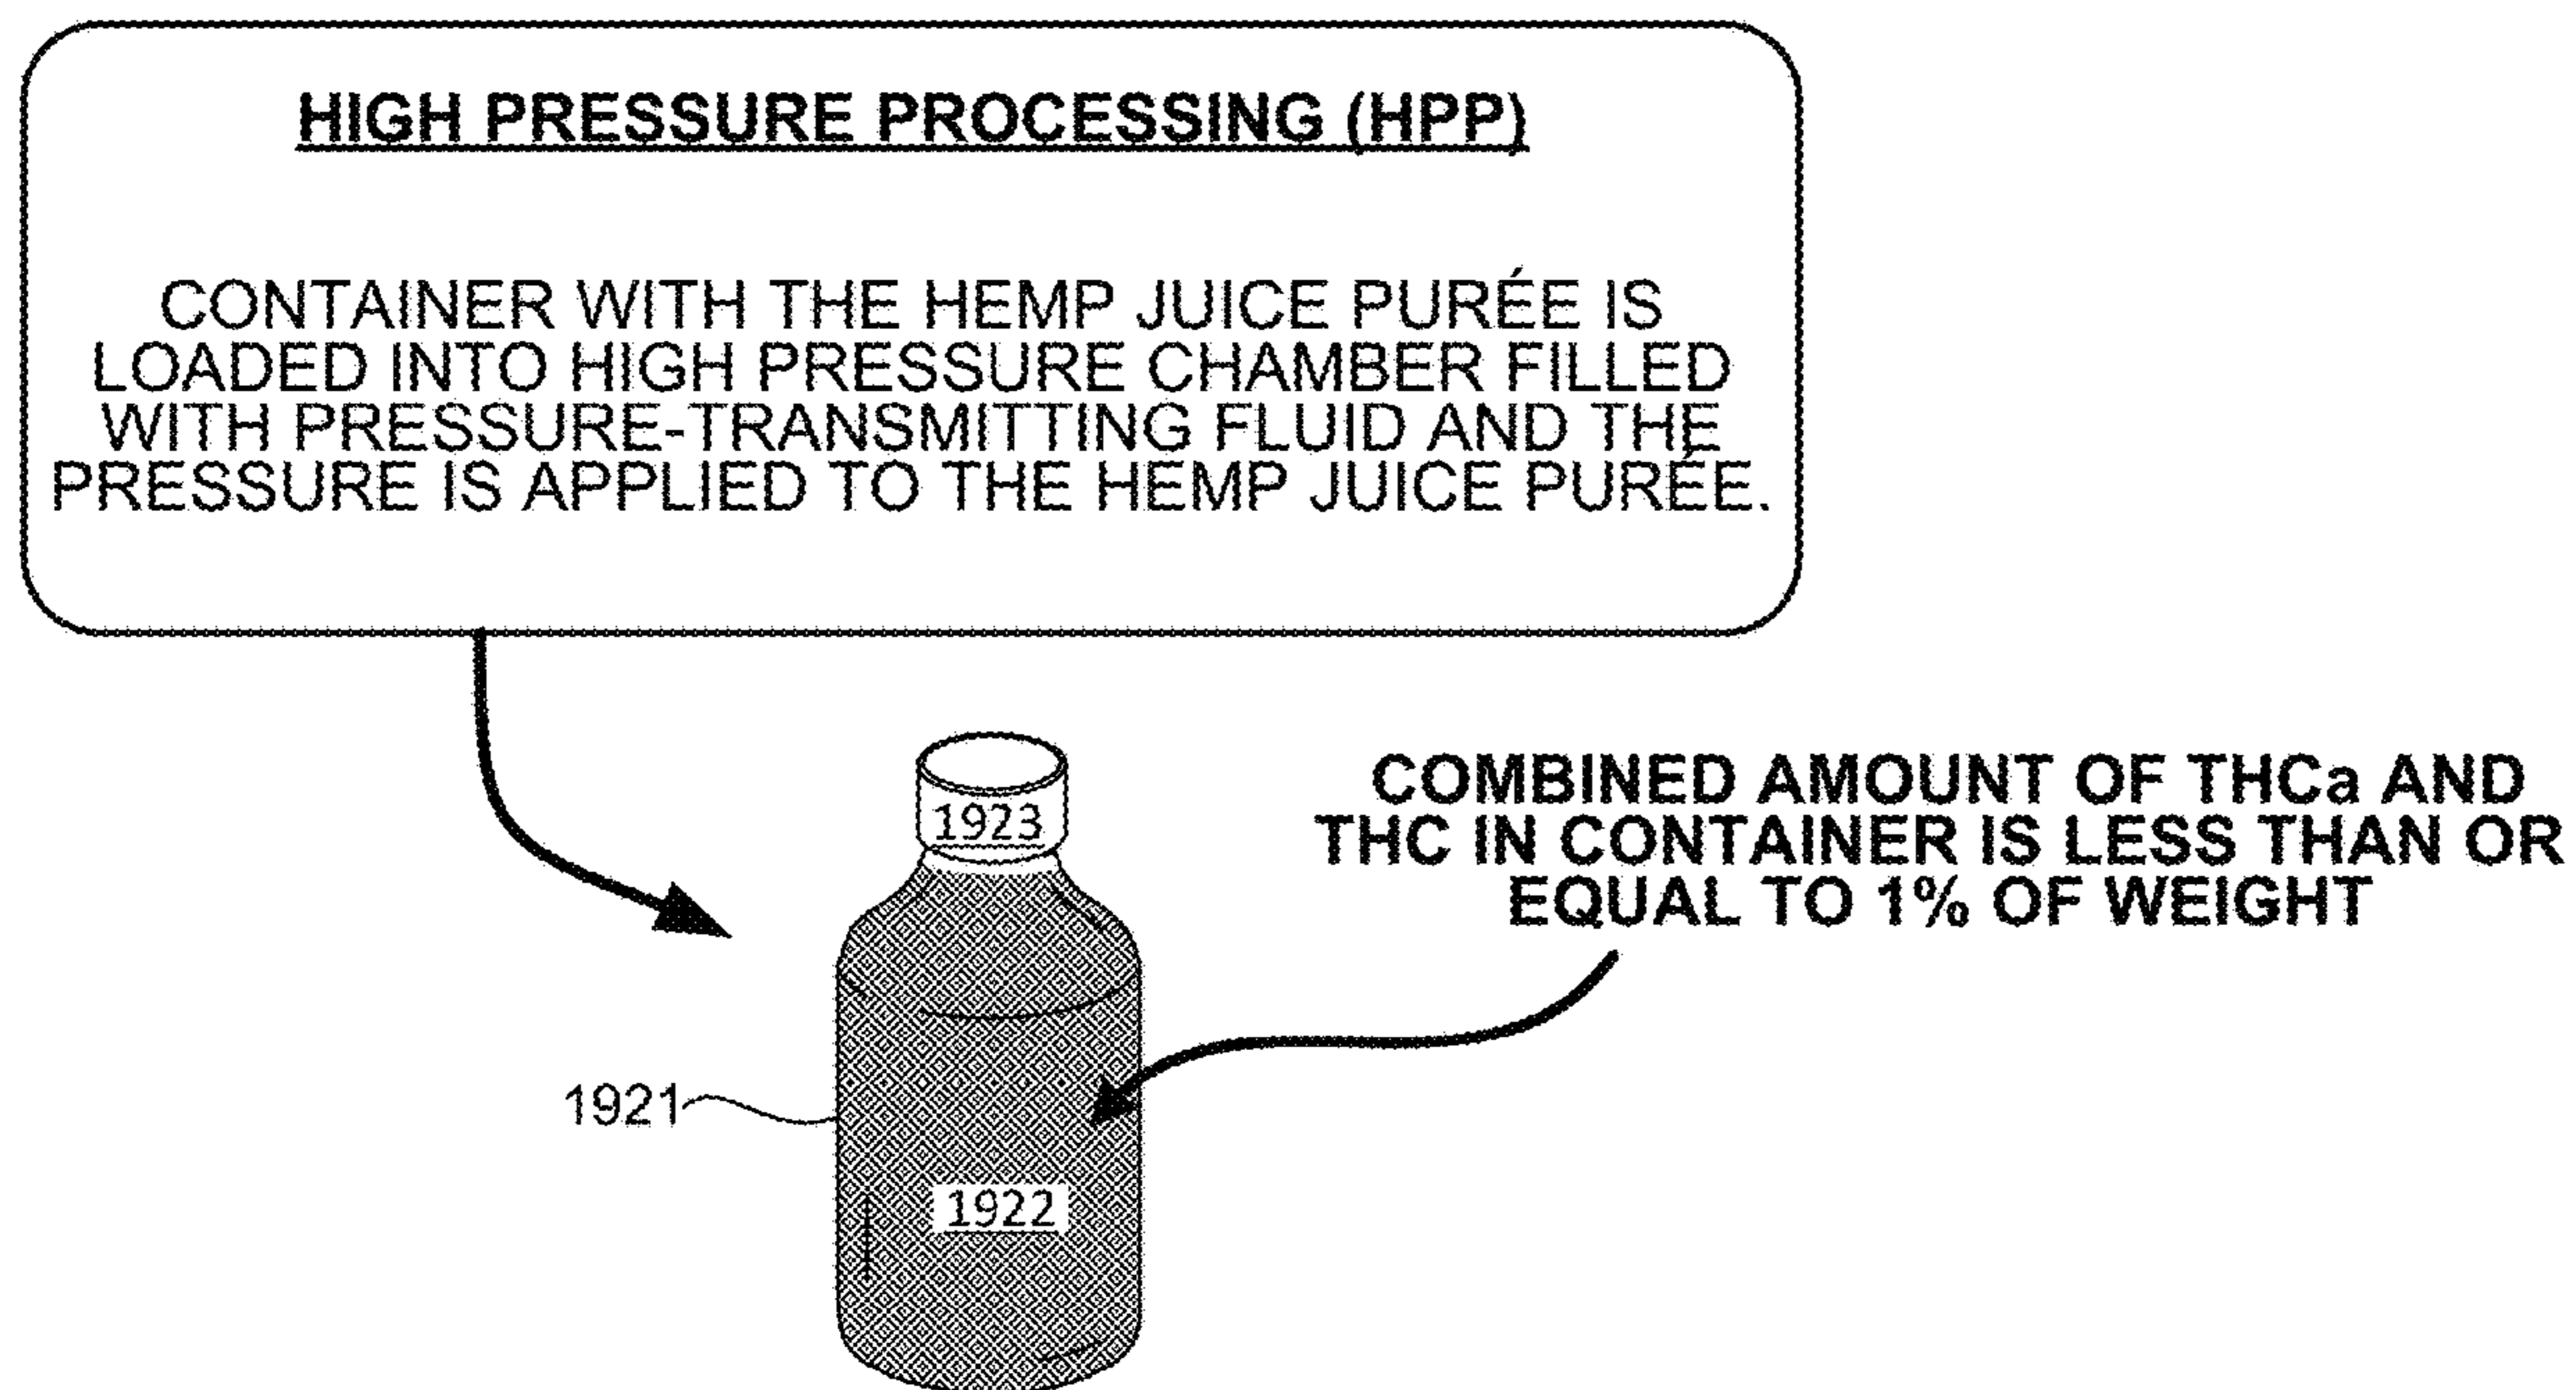 HIGH PRESSURE PROCESSING (HPP)
CONTAINER WITH THE HEMP JUICE PURÉE IS
LOADED INTO HIGH PRESSURE CHAMBER FILLED
WITH PRESSURE-TRANSMITTING FLUID AND THE
PRESSURE IS APPLIED TO THE HEMP JUICE PURÉE.
1923
COMBINED AMOUNT OF THCa AND
THC IN CONTAINER IS LESS THAN OR
EQUAL TO 1% OF WEIGHT
1921
1922